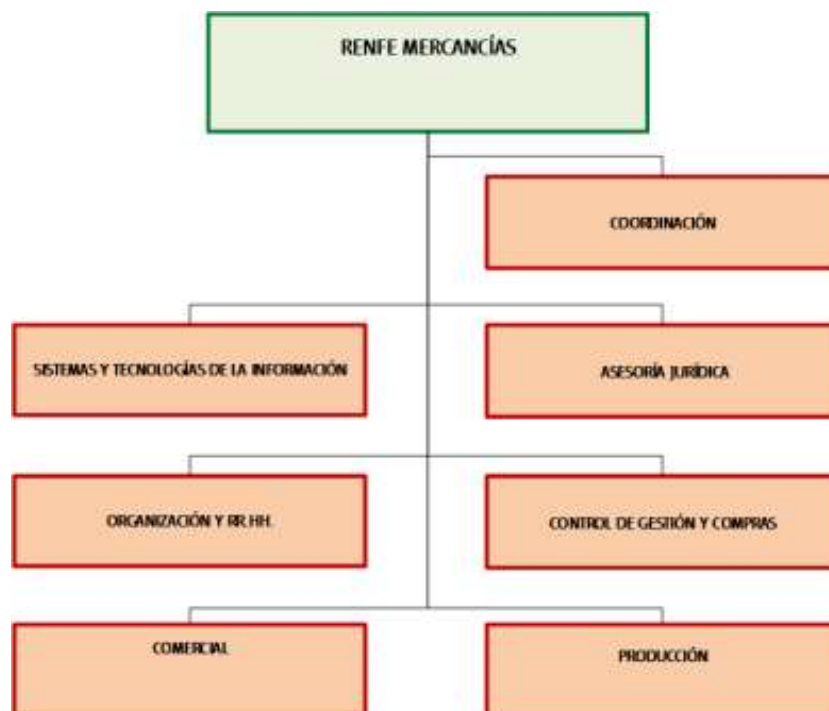 RENFE MERCANCÍAS
COORDINACIÓN
SISTEMAS Y TECNOLOGÍAS DE LA INFORMACIÓN
ASESORÍA JURÍDICA
ORGANIZACIÓN Y RR.HH.
CONTROL DE GESTIÓN Y COMPRAS
COMERCIAL
PRODUCCIÓN